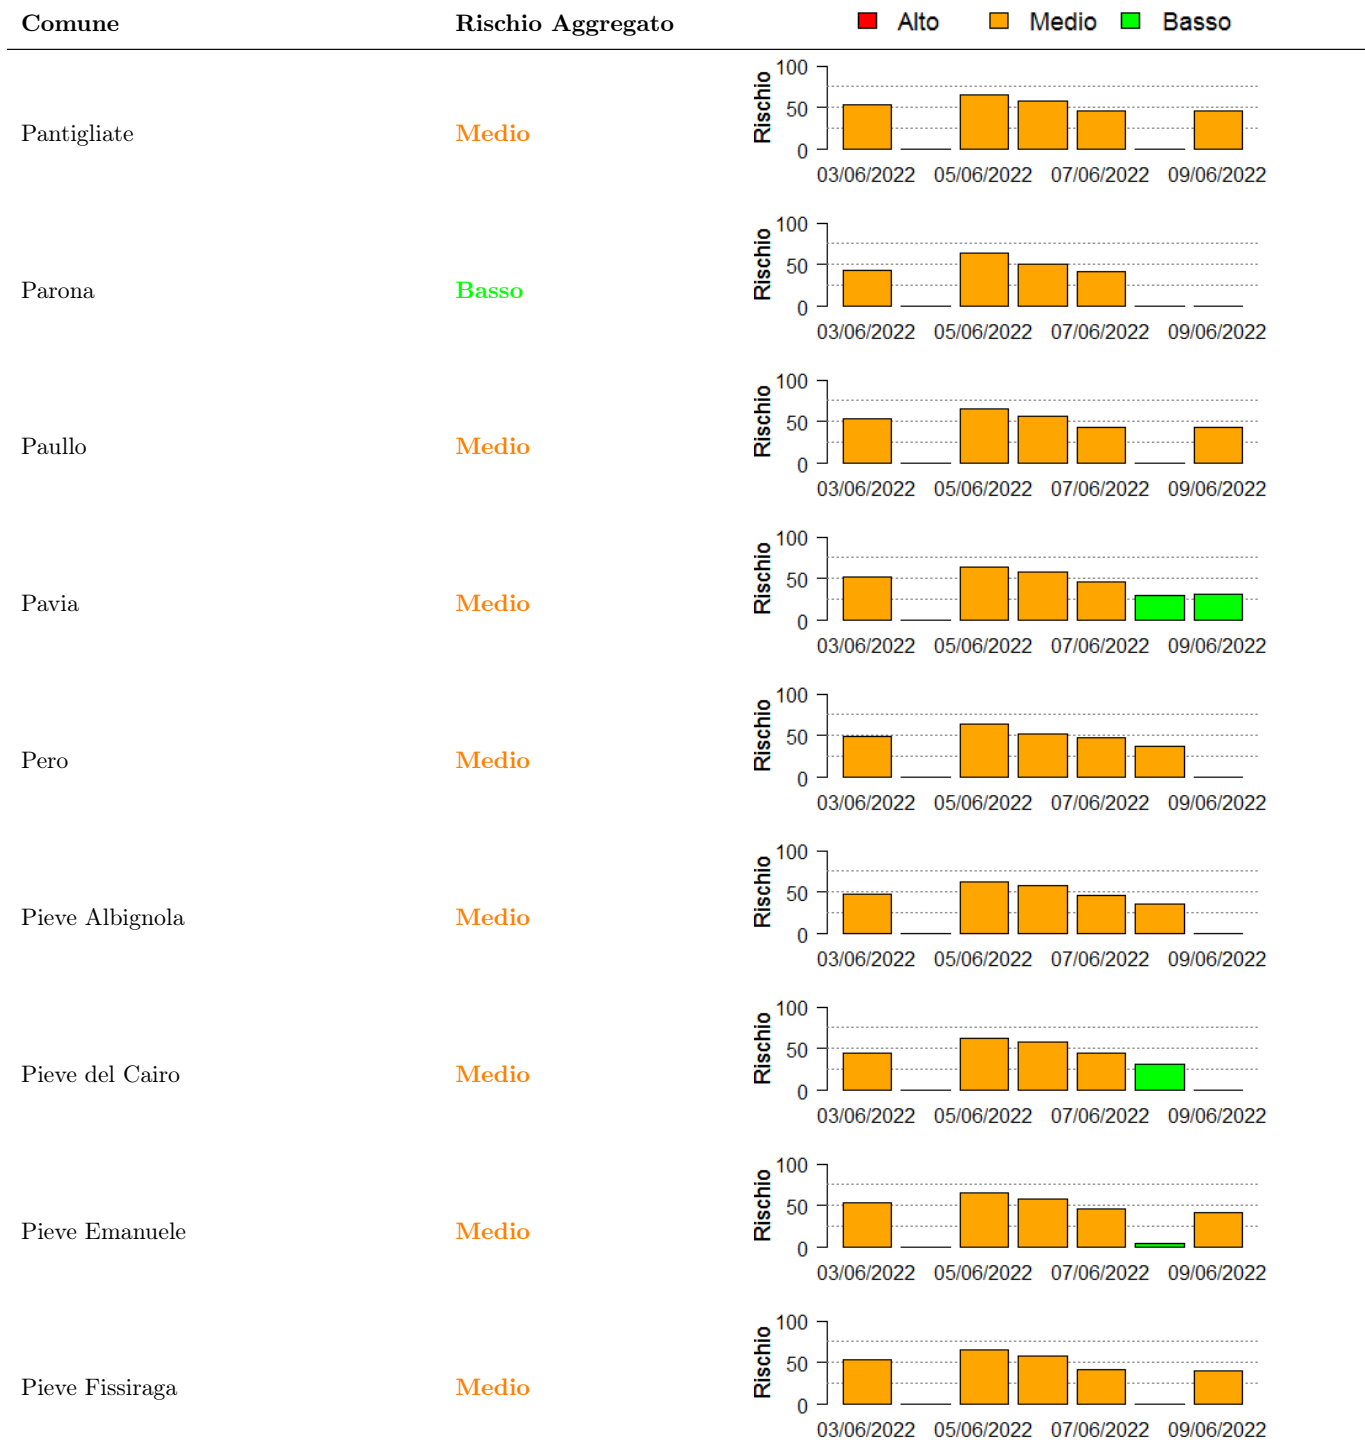 Comune Rischio Aggregato Alto Medio Basso
100
50
0
Rischio
Pantigliate Medio
03/06/2022 05/06/2022 07/06/2022 09/06/2022
100
50
0
Rischio
Parona Basso
03/06/2022 05/06/2022 07/06/2022 09/06/2022
100
50
0
Rischio
Paullo Medio
03/06/2022 05/06/2022 07/06/2022 09/06/2022
100
50
0
Rischio
Pavia Medio
03/06/2022 05/06/2022 07/06/2022 09/06/2022
100
50
0
Rischio
Pero Medio
03/06/2022 05/06/2022 07/06/2022 09/06/2022
100
50
0
Rischio
Pieve Albignola Medio
03/06/2022 05/06/2022 07/06/2022 09/06/2022
100
50
0
Rischio
Pieve del Cairo Medio
03/06/2022 05/06/2022 07/06/2022 09/06/2022
100
50
0
Rischio
Pieve Emanuele Medio
03/06/2022 05/06/2022 07/06/2022 09/06/2022
100
50
0
Rischio
Pieve Fissiraga Medio
03/06/2022 05/06/2022 07/06/2022 09/06/2022